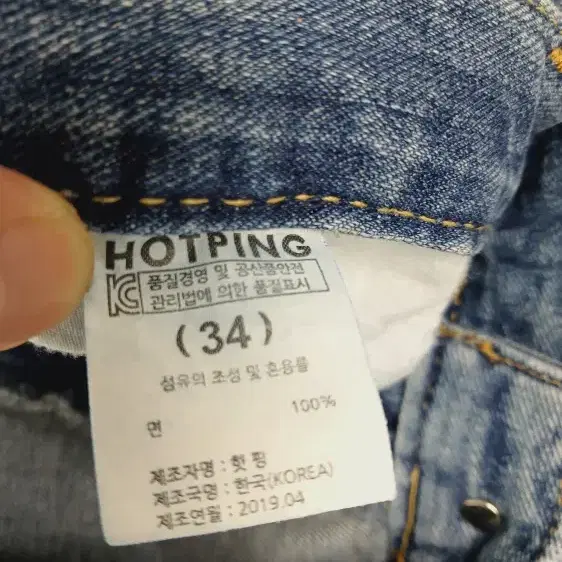 HOTPING
KC 품질경영 및 공산품안전
관리법에 의한 품질표시
(34)
섬유의 조성 및 혼용률
면 100%
제조자명 : 핫 핑
제조국명 : 한국(KOREA)
제조연월 : 2019.04